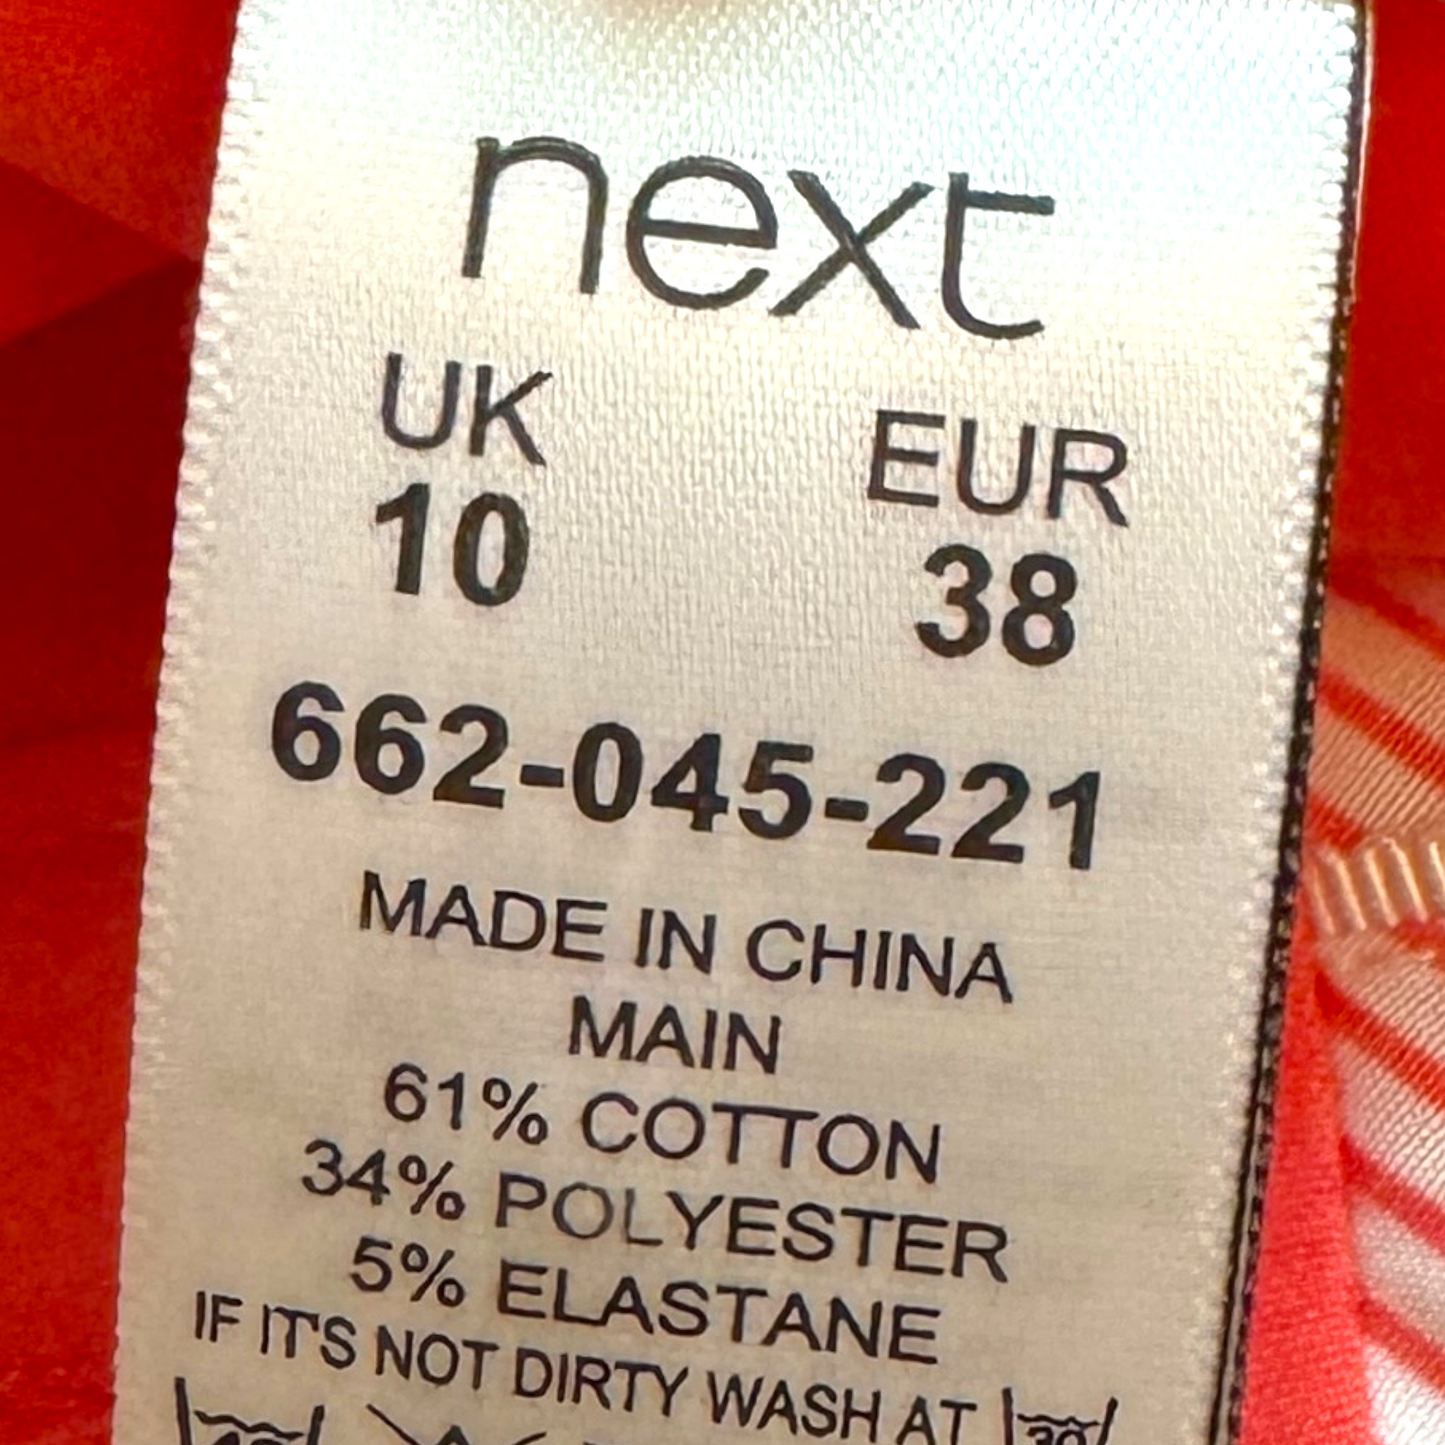 next
UK EUR
10 38
662-045-221
MADE IN CHINA
MAIN
61% COTTON
34% POLYESTER
5% ELASTANE
IF IT'S NOT DIRTY WASH AT 30